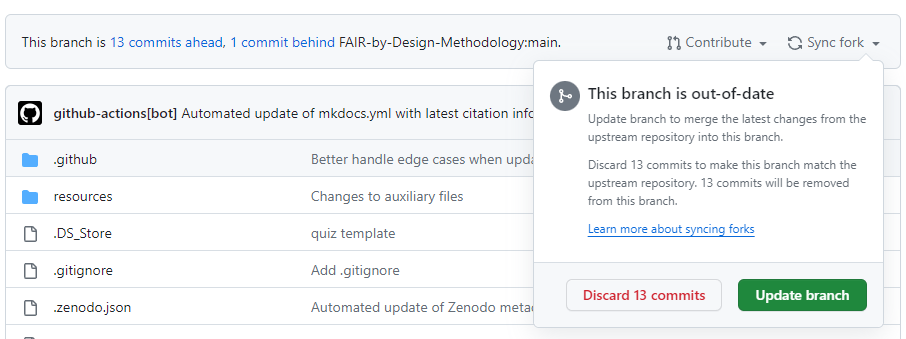 This branch is 13 commits ahead, 1 commit behind FAIR-by-Design-Methodology:main.
Contribute
Sync fork
github-actions[bot] Automated update of mkdocs.yml with latest citation info
.github
Better handle edge cases when upda
resources
Changes to auxiliary files
.DS_Store
quiz template
.gitignore
Add .gitignore
.zenodo.json
Automated update of Zenodo meta
This branch is out-of-date
Update branch to merge the latest changes from the
upstream repository into this branch.
Discard 13 commits to make this branch match the
upstream repository. 13 commits will be removed
from this branch.
Learn more about syncing forks
Discard 13 commits
Update branch